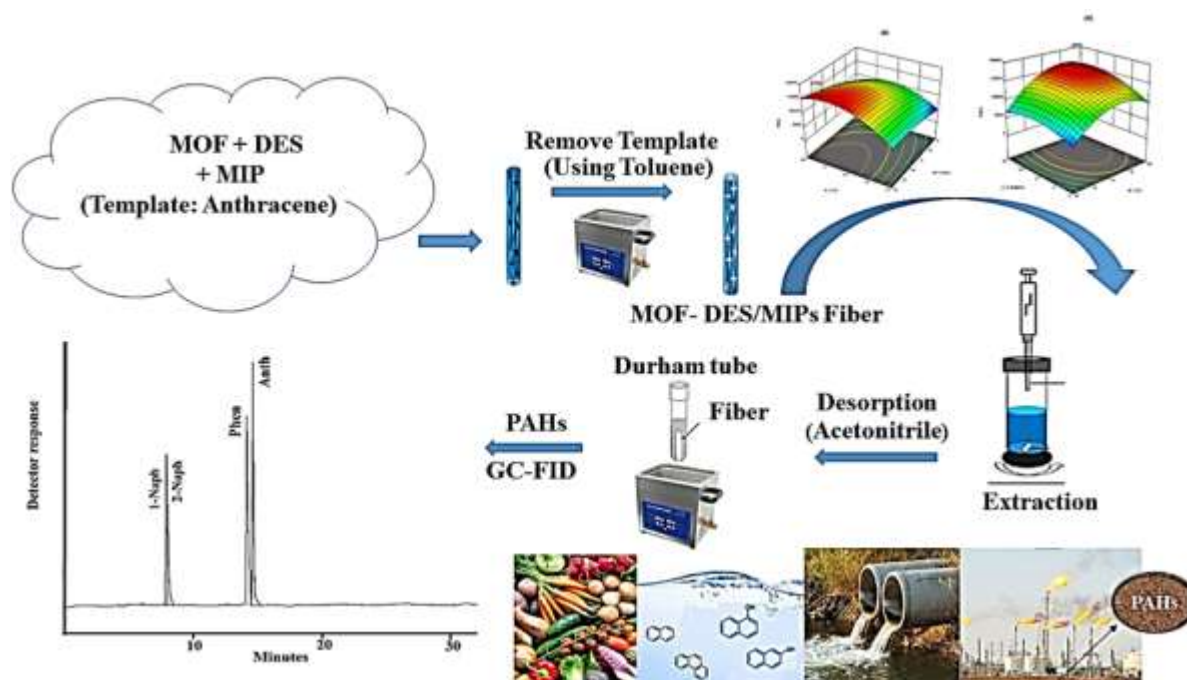 MOF + DES
+ MIP
(Template: Anthracene)
Remove Template
(Using Toluene)
MOF- DES/MIPs Fiber
Durham tube
Fiber
Desorption
(Acetonitrile)
Extraction
PAHs
GC-FID
Detector response
1-Naph
2-Naph
Phen
Anth
10
20
30
Minutes
PAHs